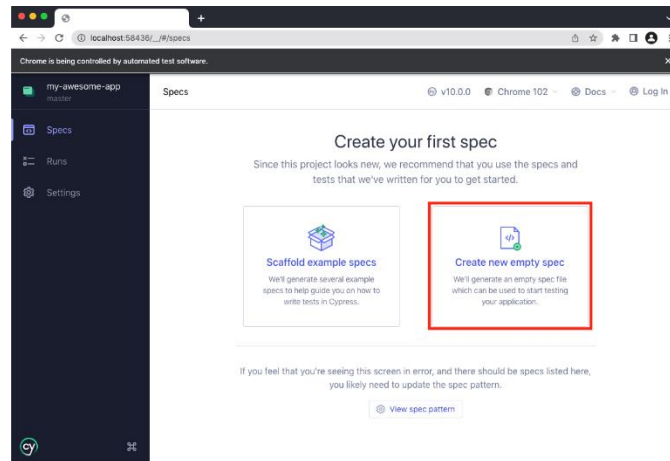 localhost:58436/__/#/specs
Chrome is being controlled by automated test software.
my-awesome-app
master
Specs
v10.0.0
Chrome 102
Docs
Log In
Specs
Runs
Settings
Create your first spec
Since this project looks new, we recommend that you use the specs and
tests that we've written for you to get started.
Scaffold example specs
We'll generate several example
specs to help guide you on how to
write tests in Cypress.
Create new empty spec
We'll generate an empty spec file
which can be used to start testing
your application.
If you feel that you're seeing this screen in error, and there should be specs listed here,
you likely need to update the spec pattern.
View spec pattern
cy